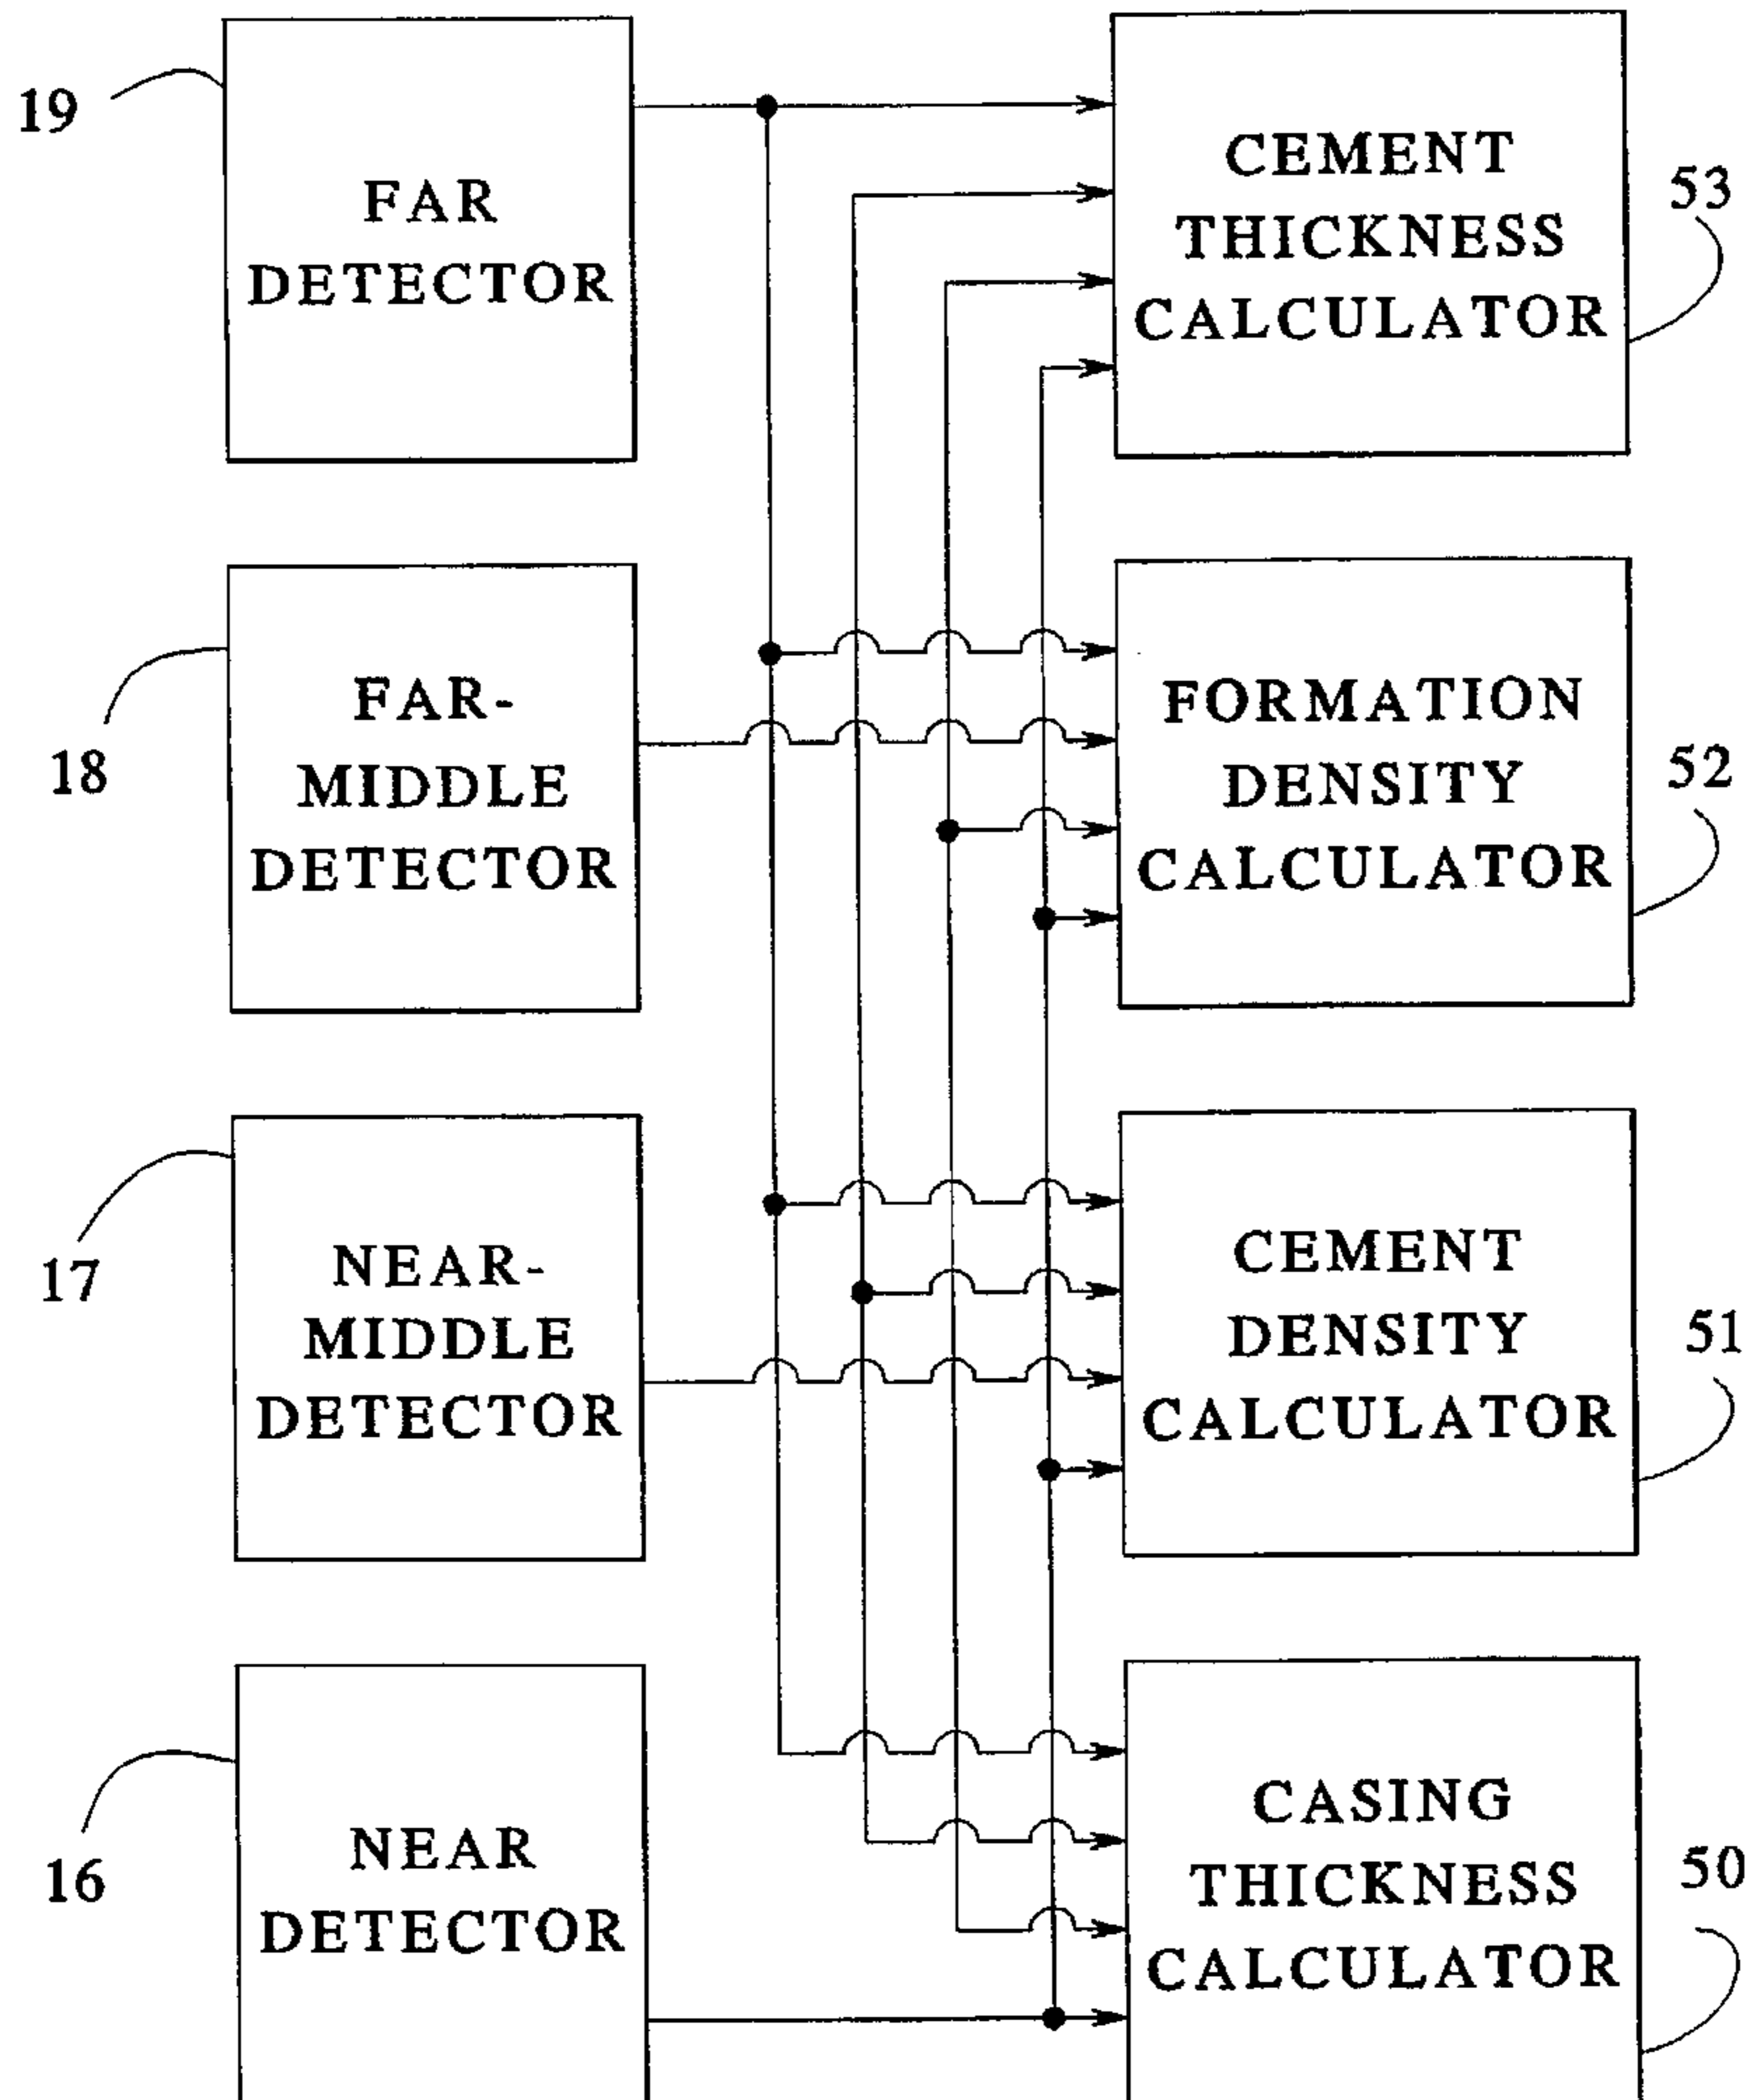 19
FAR
DETECTOR
CEMENT
THICKNESS
CALCULATOR
53
18
FAR-
MIDDLE
DETECTOR
FORMATION
DENSITY
CALCULATOR
52
17
NEAR-
MIDDLE
DETECTOR
CEMENT
DENSITY
CALCULATOR
51
16
NEAR
DETECTOR
CASING
THICKNESS
CALCULATOR
50